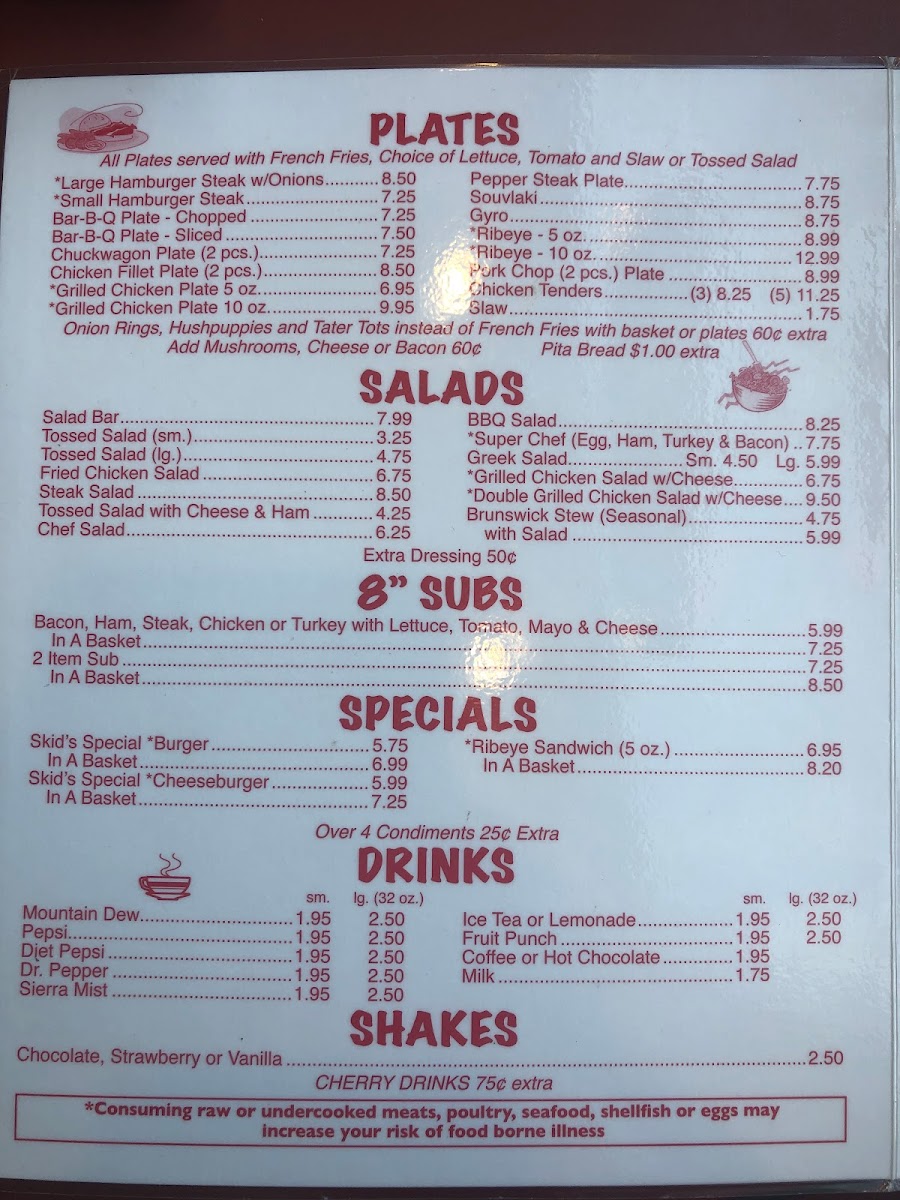 PLATES
All Plates served with French Fries, Choice of Lettuce, Tomato and Slaw or Tossed Salad
*Large Hamburger Steak w/Onions........... 8.50
*Small Hamburger Steak........................... 7.25
Bar-B-Q Plate - Chopped .......................... 7.25
Bar-B-Q Plate - Sliced ............................... 7.50
Chuckwagon Plate (2 pcs.)........................ 7.25
Chicken Fillet Plate (2 pcs.)....................... 8.50
*Grilled Chicken Plate 5 oz........................ 6.95
*Grilled Chicken Plate 10 oz...................... 9.95
Pepper Steak Plate...................................... 7.75
Souvlaki....................................................... 8.75
Gyro............................................................. 8.75
*Ribeye - 5 oz............................................. 8.99
*Ribeye - 10 oz........................................... 12.99
Pork Chop (2 pcs.) Plate ............................. 8.99
Chicken Tenders...................(3) 8.25 (5) 11.25
Slaw............................................................. 1.75
Onion Rings, Hushpuppies and Tater Tots instead of French Fries with basket or plates 60¢ extra
Add Mushrooms, Cheese or Bacon 60¢ Pita Bread $1.00 extra
SALADS
Salad Bar..................................................... 7.99
Tossed Salad (sm.)...................................... 3.25
Tossed Salad (lg.)........................................ 4.75
Fried Chicken Salad .................................... 6.75
Steak Salad ................................................. 8.50
Tossed Salad with Cheese & Ham ............. 4.25
Chef Salad................................................... 6.25
BBQ Salad................................................... 8.25
*Super Chef (Egg, Ham, Turkey & Bacon) .. 7.75
Greek Salad........................ Sm. 4.50 Lg. 5.99
*Grilled Chicken Salad w/Cheese............... 6.75
*Double Grilled Chicken Salad w/Cheese.... 9.50
Brunswick Stew (Seasonal)........................ 4.75
with Salad ................................................. 5.99
Extra Dressing 50¢
8” SUBS
Bacon, Ham, Steak, Chicken or Turkey with Lettuce, Tomato, Mayo & Cheese............................... 5.99
In A Basket............................................................ 7.25
2 Item Sub............................................................. 7.25
In A Basket............................................................ 8.50
SPECIALS
Skid's Special *Burger ................................. 5.75
In A Basket................................................. 6.99
Skid's Special *Cheeseburger ..................... 5.99
In A Basket................................................. 7.25
*Ribeye Sandwich (5 oz.) ............................ 6.95
In A Basket................................................. 8.20
Over 4 Condiments 25¢ Extra
DRINKS
sm. lg. (32 oz.)
Mountain Dew................................ 1.95 2.50
Pepsi............................................... 1.95 2.50
Diet Pepsi....................................... 1.95 2.50
Dr. Pepper ...................................... 1.95 2.50
Sierra Mist ...................................... 1.95 2.50
sm. lg. (32 oz.)
Ice Tea or Lemonade...................... 1.95 2.50
Fruit Punch ..................................... 1.95 2.50
Coffee or Hot Chocolate ................ 1.95
Milk ................................................. 1.75
SHAKES
Chocolate, Strawberry or Vanilla ................................................ 2.50
CHERRY DRINKS 75¢ extra
*Consuming raw or undercooked meats, poultry, seafood, shellfish or eggs may
increase your risk of food borne illness